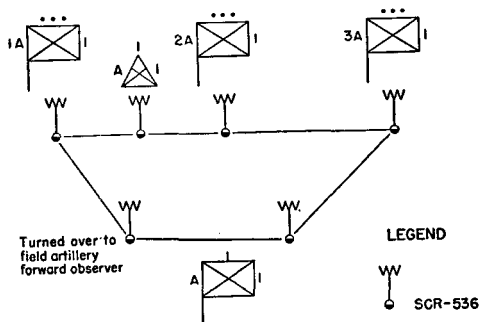 1A 1
A 1
2A 1
3A 1
Turned over to
field artillery
forward observer
A 1
LEGEND
SCR-536